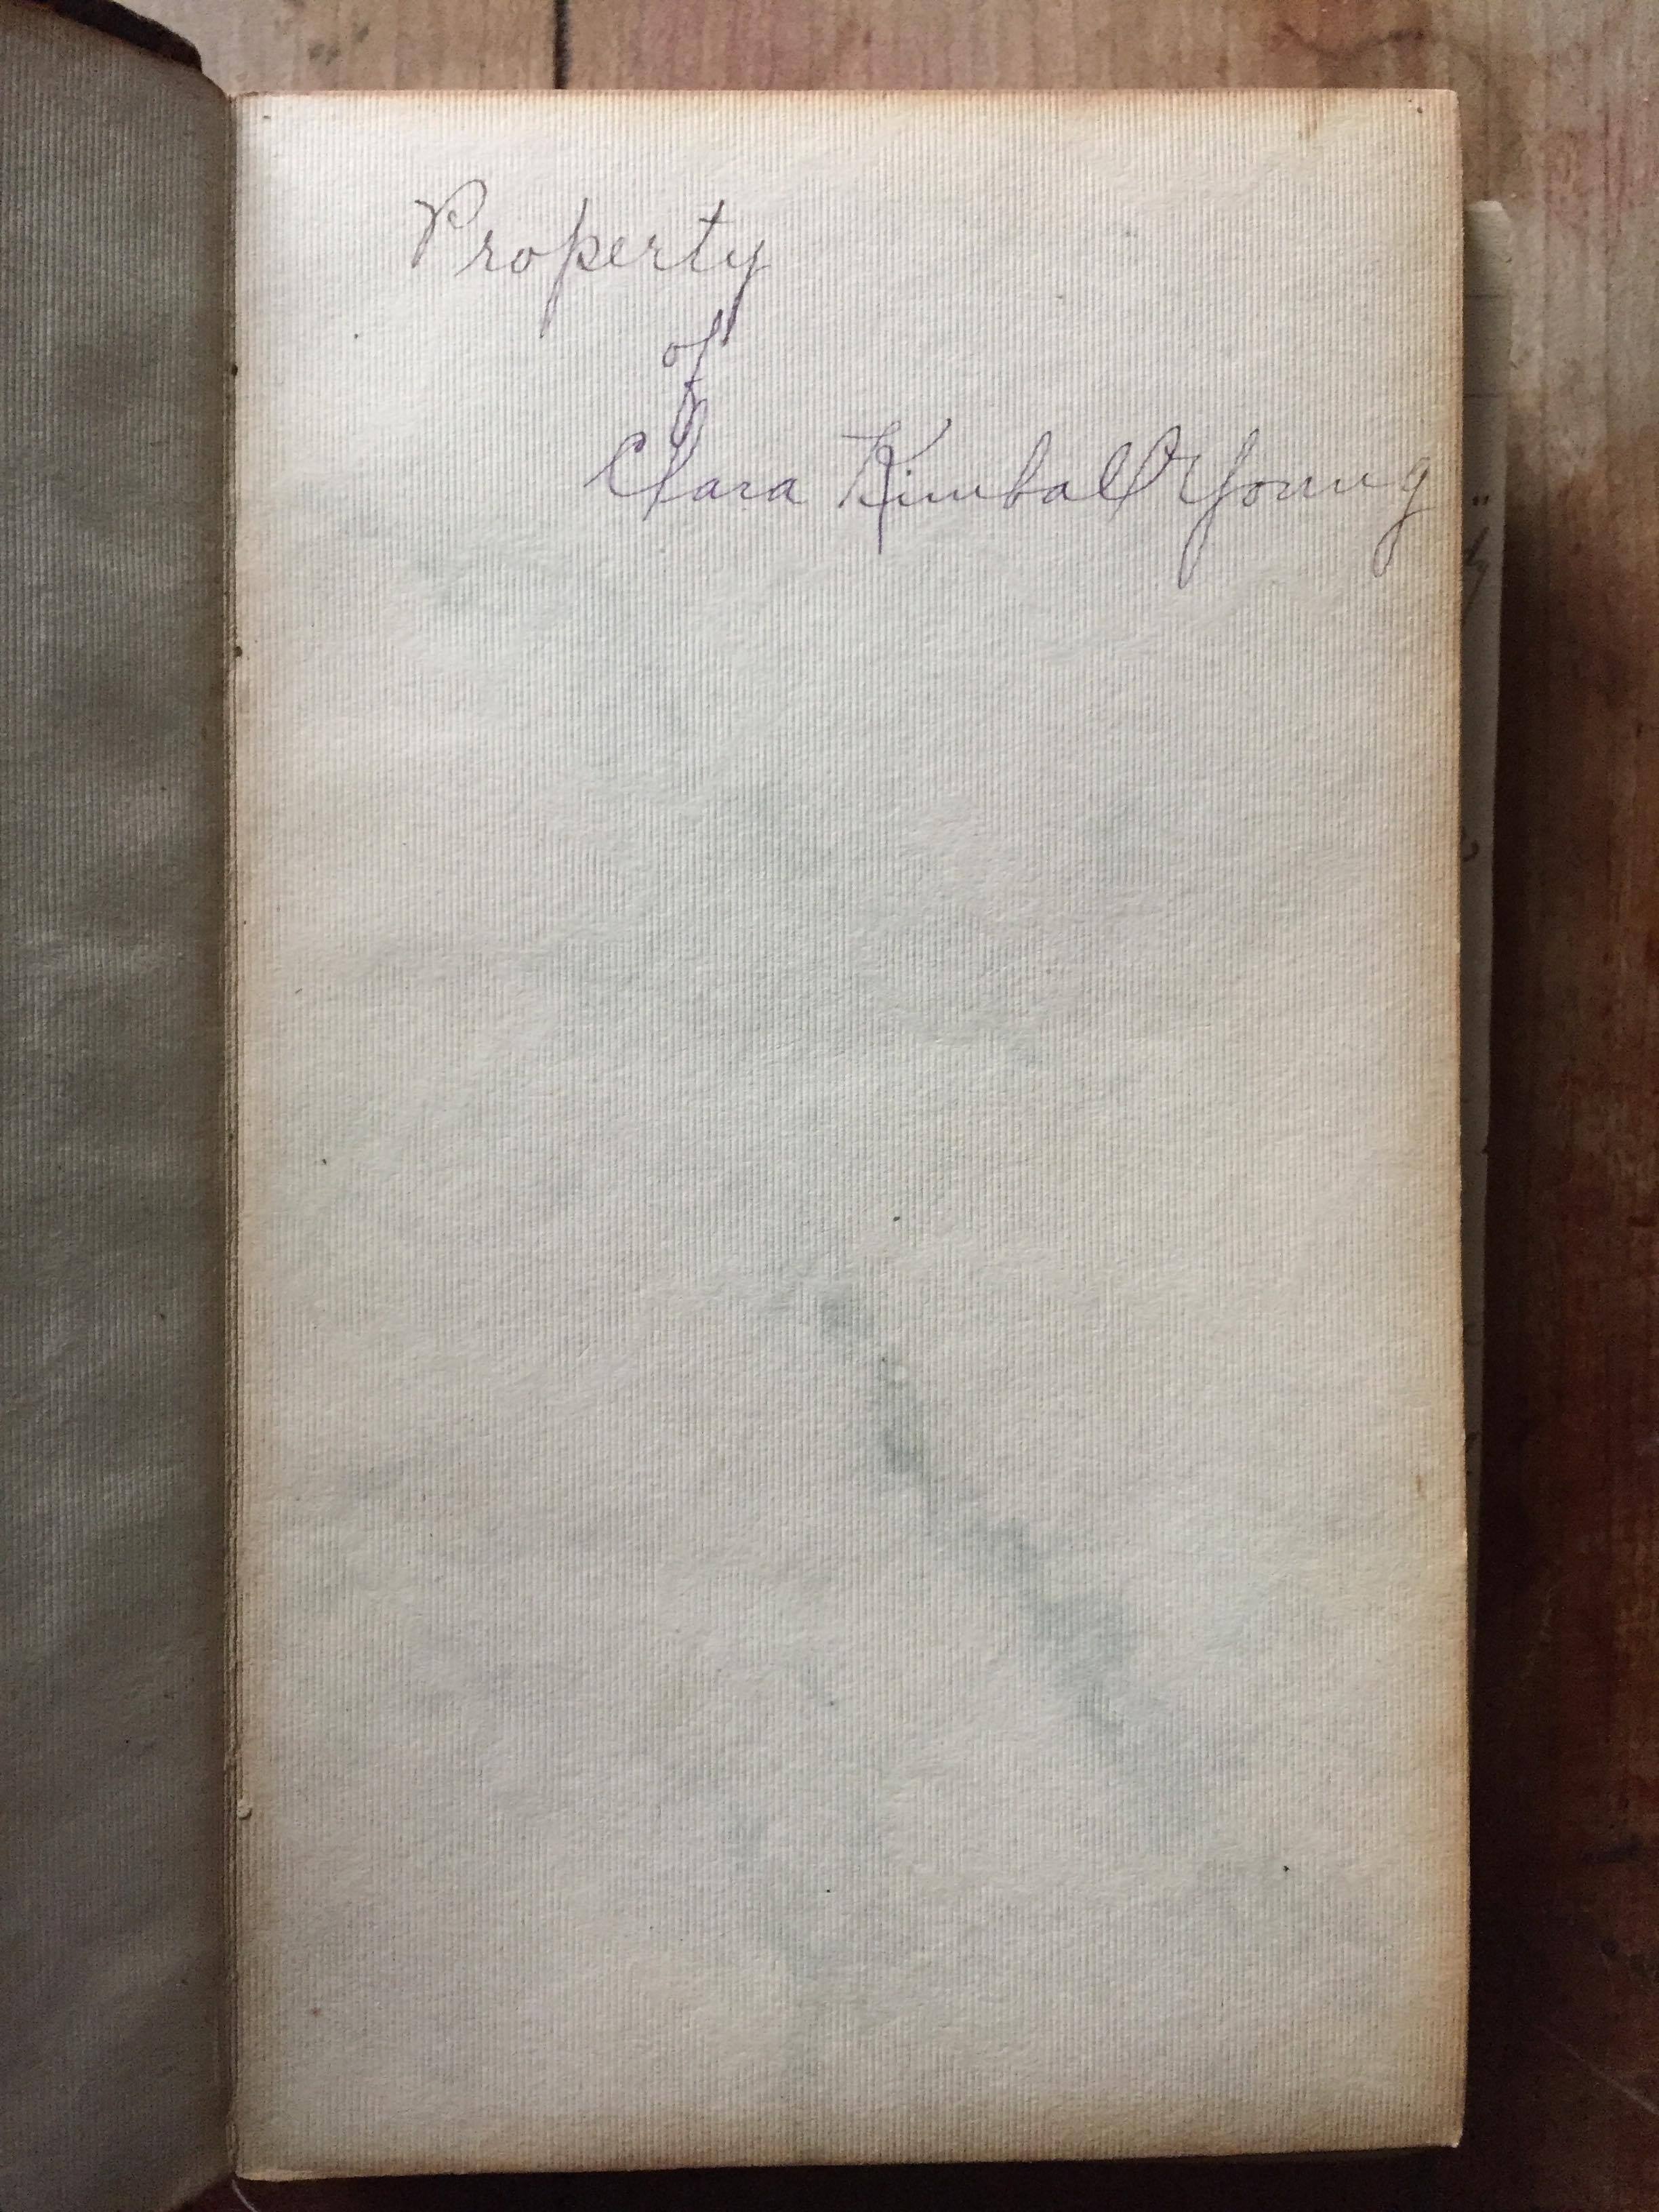 Property
of
Clara Kimball Young